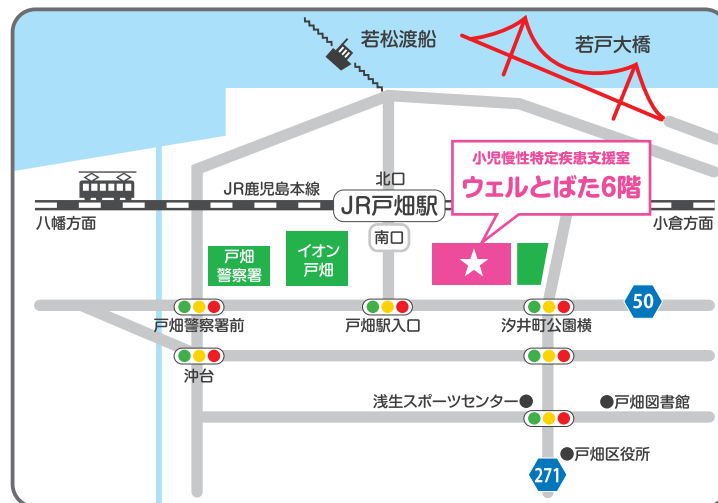 若松渡船
若戸大橋
小児慢性特定疾患支援室
ウェルとばた6階
北口
JR鹿児島本線
JR戸畑駅
八幡方面
小倉方面
南口
戸畑
警察署
イオン
戸畑
50
戸畑警察署前
戸畑駅入口
汐井町公園横
沖台
浅生スポーツセンター
戸畑図書館
戸畑区役所
271